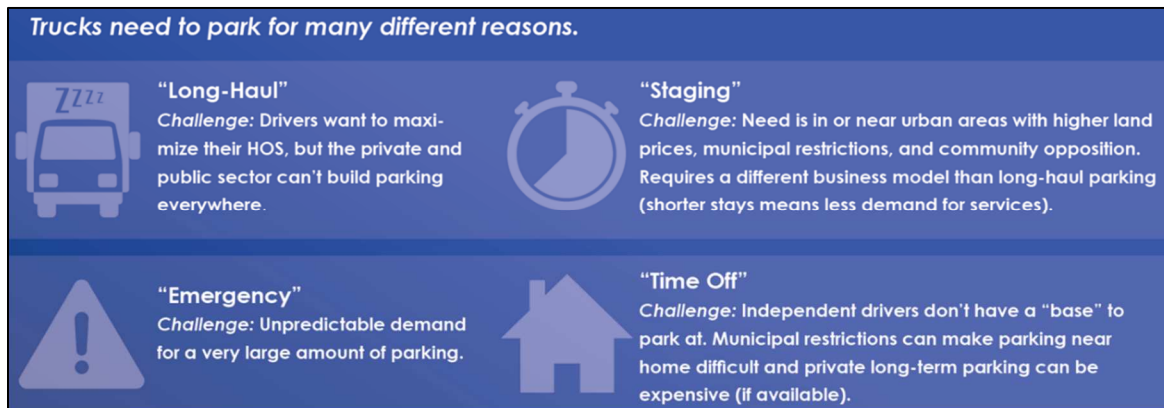 Trucks need to park for many different reasons.
Zzzz
“Long-Haul”
Challenge: Drivers want to maxi-
mize their HOS, but the private and
public sector can’t build parking
everywhere.
“Staging”
Challenge: Need is in or near urban areas with higher land
prices, municipal restrictions, and community opposition.
Requires a different business model than long-haul parking
(shorter stays means less demand for services).
“Emergency”
Challenge: Unpredictable demand
for a very large amount of parking.
“Time Off”
Challenge: Independent drivers don’t have a “base” to
park at. Municipal restrictions can make parking near
home difficult and private long-term parking can be
expensive (if available).